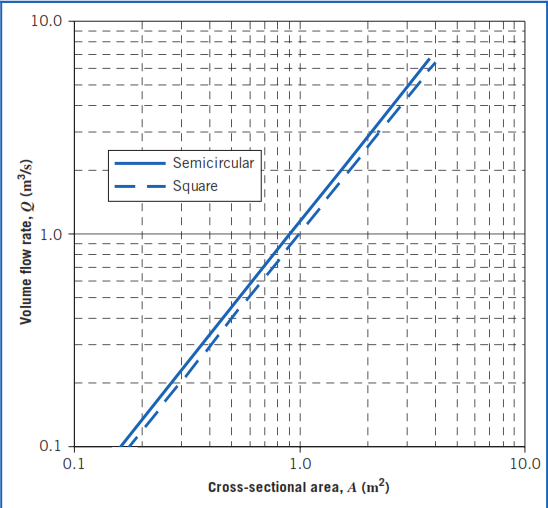 10.0
Volume flow rate, Q (m³/s)
Semicircular
Square
1.0
0.1
0.1 1.0 10.0
Cross-sectional area, A (m²)